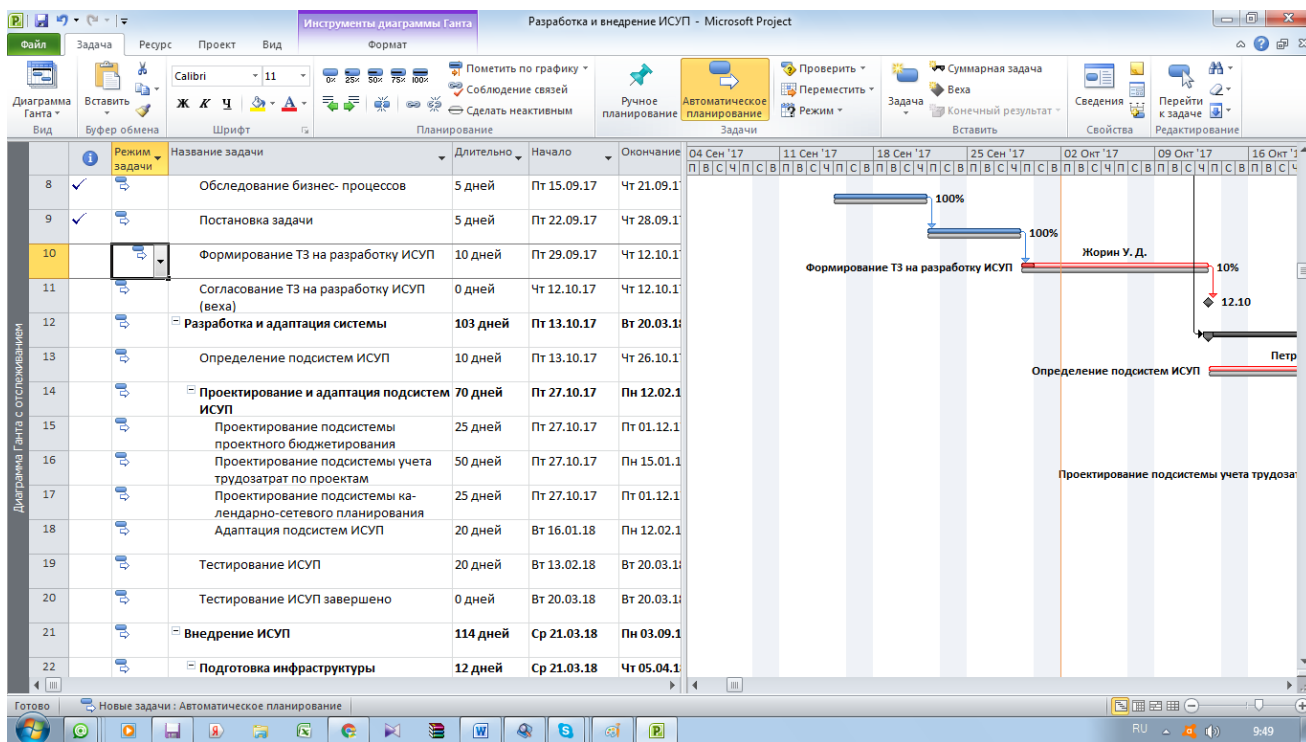 Инструменты диаграммы Ганта
Разработка и внедрение ИСУП - Microsoft Project
Файл Задача Ресурс Проект Вид Формат
Диаграмма Ганта
Вставить
Calibri 11
Ж К Ч
0% 25% 50% 75% 100%
Пометить по графику
Соблюдение связей
Сделать неактивным
Ручное планирование
Автоматическое планирование
Проверить
Переместить
Режим
Задача
Суммарная задача
Веха
Конечный результат
Сведения
Перейти к задаче
Вид Буфер обмена Шрифт Планирование Задачи Вставить Свойства Редактирование
Режим задачи Название задачи Длительно Начало Окончание
04 Сен '17 11 Сен '17 18 Сен '17 25 Сен '17 02 Окт '17 09 Окт '17 16 Окт '1
П В С Ч П С В П В С Ч П С В П В С Ч П С В П В С Ч П С В П В С Ч П С В П В С Ч П С В П В С Ч
8 Обследование бизнес- процессов 5 дней Пт 15.09.17 Чт 21.09.1
100%
9 Постановка задачи 5 дней Пт 22.09.17 Чт 28.09.1
100%
10 Формирование ТЗ на разработку ИСУП 10 дней Пт 29.09.17 Чт 12.10.1
Жорин У. Д.
Формирование ТЗ на разработку ИСУП 10%
11 Согласование ТЗ на разработку ИСУП (веха) 0 дней Чт 12.10.17 Чт 12.10.1
12.10
12 Разработка и адаптация системы 103 дней Пт 13.10.17 Вт 20.03.1
13 Определение подсистем ИСУП 10 дней Пт 13.10.17 Чт 26.10.1
Петр
Определение подсистем ИСУП
14 Проектирование и адаптация подсистем ИСУП 70 дней Пт 27.10.17 Пн 12.02.1
15 Проектирование подсистемы проектного бюджетирования 25 дней Пт 27.10.17 Пт 01.12.1
16 Проектирование подсистемы учета трудозатрат по проектам 50 дней Пт 27.10.17 Пн 15.01.1
Проектирование подсистемы учета трудозат
17 Проектирование подсистемы ка-
лендарно-сетевого планирования 25 дней Пт 27.10.17 Пт 01.12.1
18 Адаптация подсистем ИСУП 20 дней Вт 16.01.18 Пн 12.02.1
19 Тестирование ИСУП 20 дней Вт 13.02.18 Вт 20.03.1
20 Тестирование ИСУП завершено 0 дней Вт 20.03.18 Вт 20.03.1
21 Внедрение ИСУП 114 дней Ср 21.03.18 Пн 03.09.1
22 Подготовка инфраструктуры 12 дней Ср 21.03.18 Чт 05.04.1
Диаграмма Ганта с отслеживанием
Готово Новые задачи : Автоматическое планирование
RU 9:49